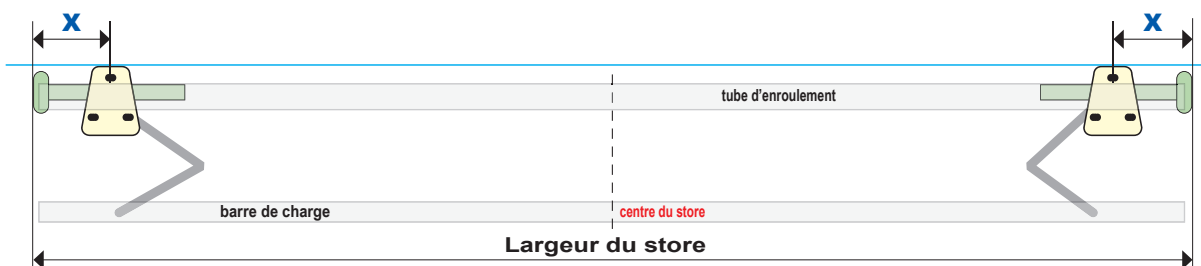 X X
tube d'enroulement
barre de charge
centre du store
Largeur du store